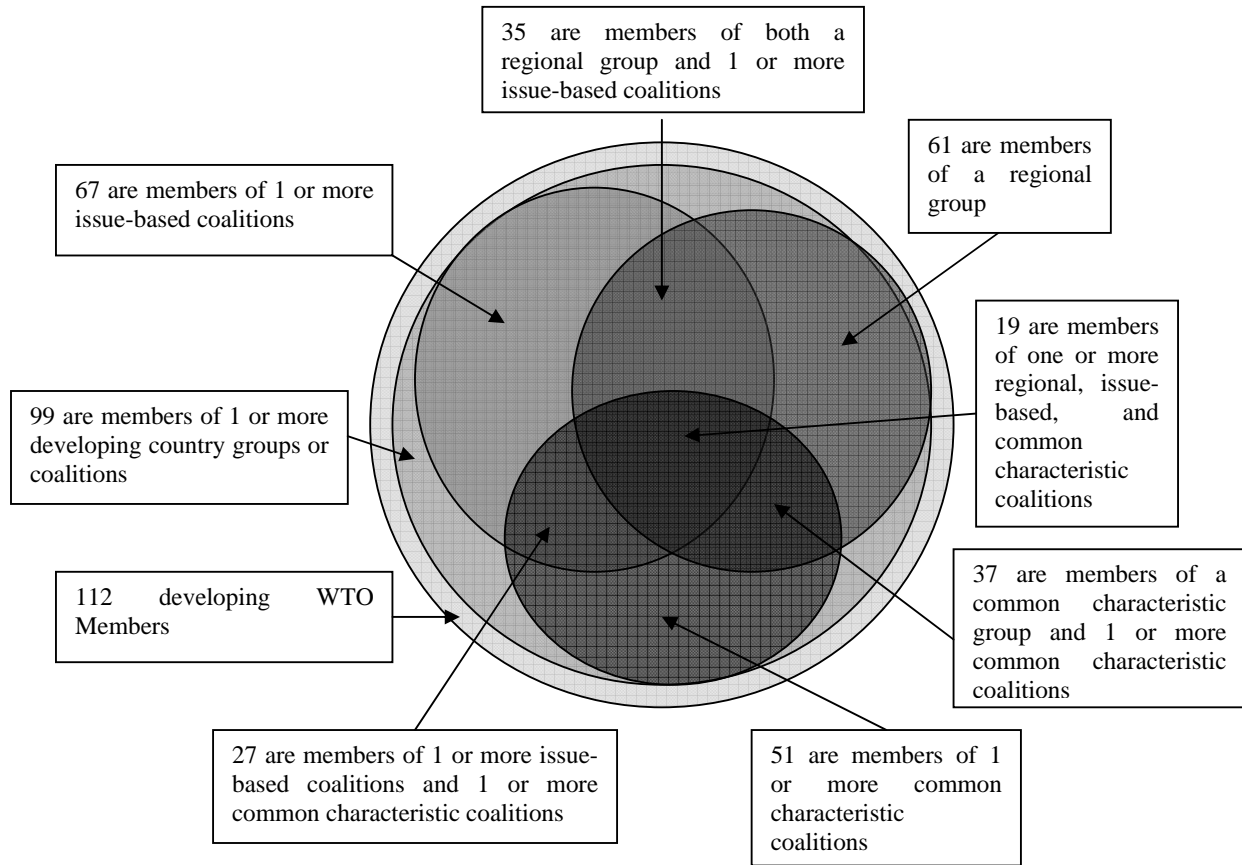 35 are members of both a
regional group and 1 or more
issue-based coalitions
61 are members
of a regional
group
67 are members of 1 or more
issue-based coalitions
19 are members
of one or more
regional, issue-
based, and
common
characteristic
coalitions
99 are members of 1 or more
developing country groups or
coalitions
112 developing WTO
Members
37 are members of a
common characteristic
group and 1 or more
common characteristic
coalitions
27 are members of 1 or more issue-
based coalitions and 1 or more
common characteristic coalitions
51 are members of 1
or more common
characteristic
coalitions